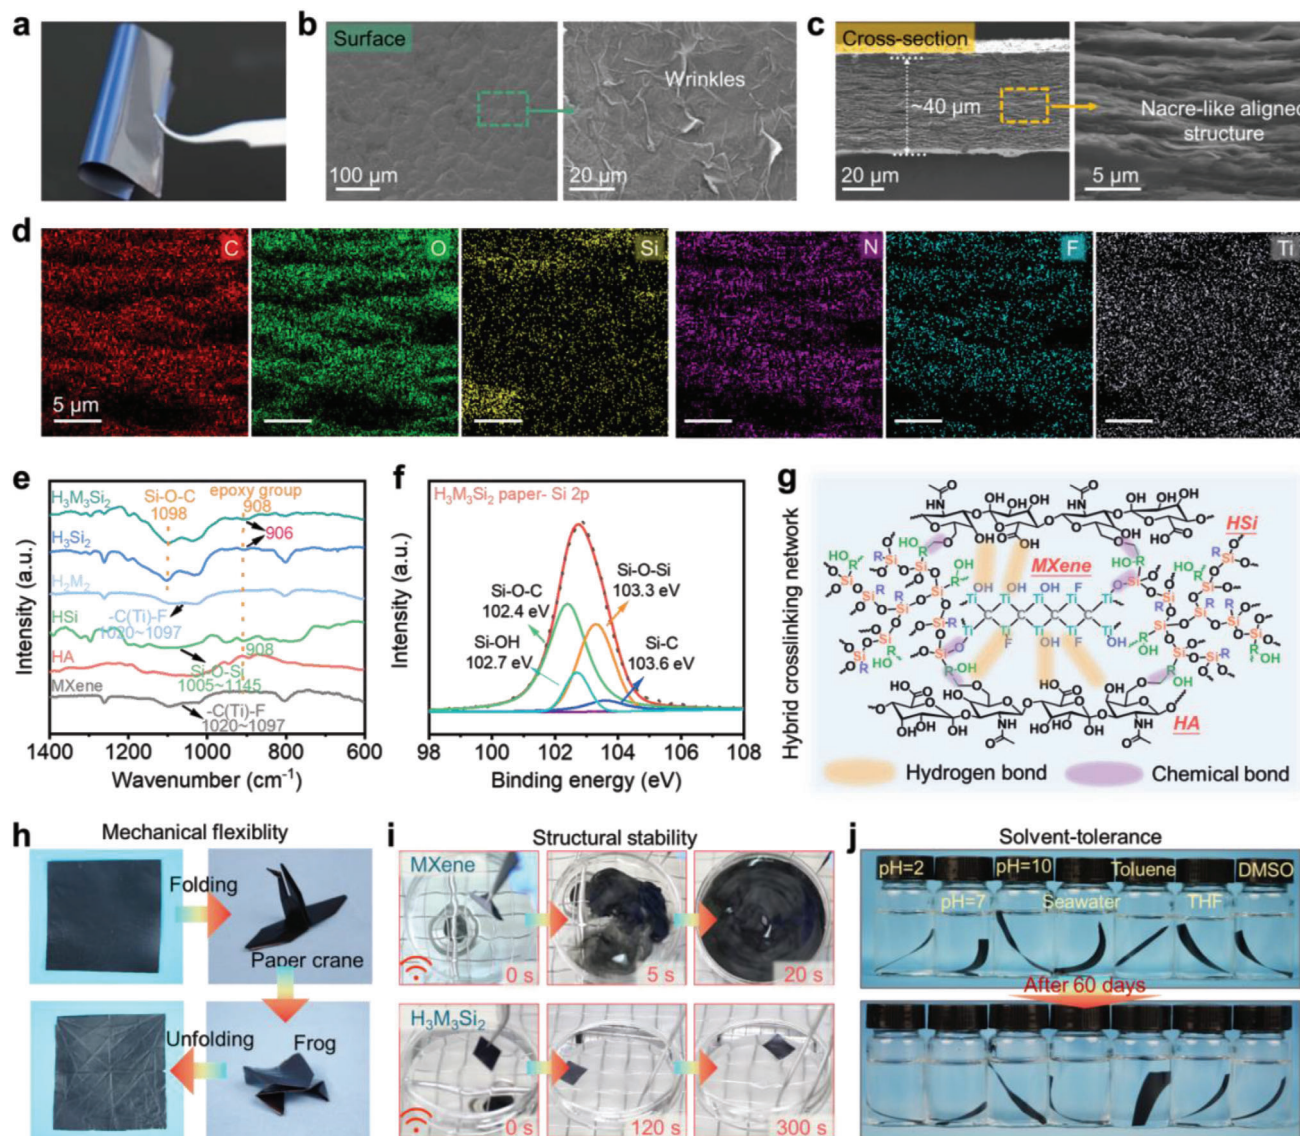 a
b
Surface
Wrinkles
100 μm
20 μm
c
Cross-section
~40 μm
20 μm
Nacre-like aligned
structure
5 μm
d
C
O
Si
N
F
Ti
5 μm
e
H₃M₃Si₂
Si-O-C
1098
epoxy group
908
906
H₃Si₂
H₂M₂
-C(Ti)-F
1020~1097
HSi
908
HA
Si-O-Si
1005~1145
MXene
-C(Ti)-F
1020~1097
Intensity (a.u.)
1400 1200 1000 800 600
Wavenumber (cm⁻¹)
f
H₃M₃Si₂ paper- Si 2p
Si-O-C
102.4 eV
Si-O-Si
103.3 eV
Si-OH
102.7 eV
Si-C
103.6 eV
Intensity (a.u.)
98 100 102 104 106 108
Binding energy (eV)
g
Hybrid crosslinking network
HSi
MXene
HA
Hydrogen bond
Chemical bond
h
Mechanical flexiblity
Folding
Paper crane
Unfolding
Frog
i
Structural stability
MXene
0 s
5 s
20 s
H₃M₃Si₂
0 s
120 s
300 s
j
Solvent-tolerance
pH=2
pH=10
Toluene
DMSO
pH=7
Seawater
THF
After 60 days